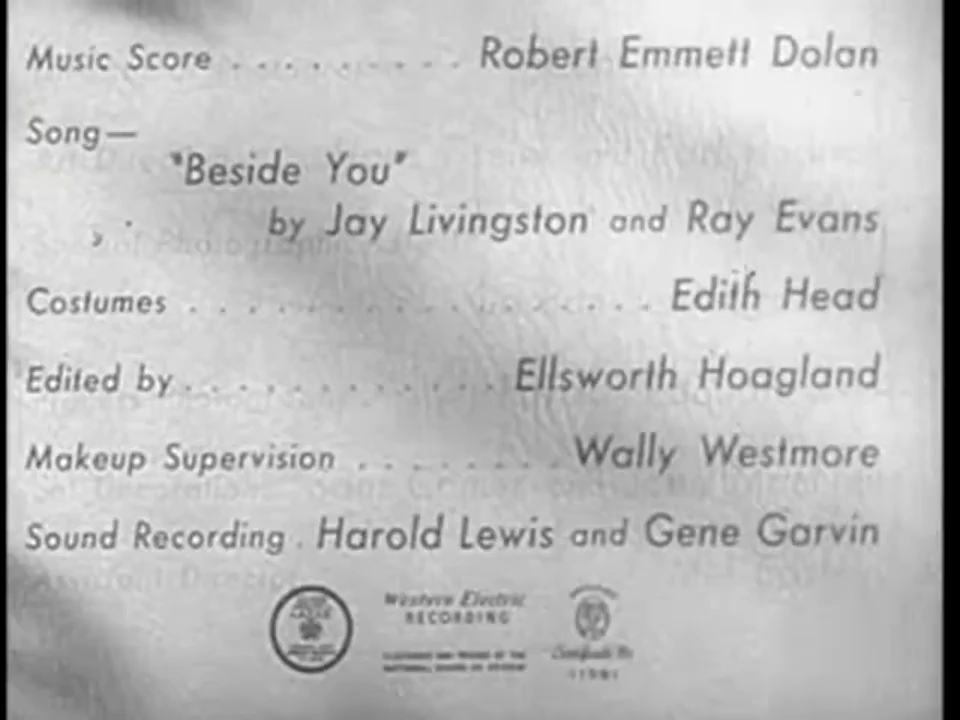 Music Score . . . . . . . . . Robert Emmett Dolan
Song—
"Beside You"
by Jay Livingston and Ray Evans
Costumes . . . . . . . . . . . . . . . . Edith Head
Edited by . . . . . . . . . . . Ellsworth Hoagland
Makeup Supervision . . . . . . . Wally Westmore
Sound Recording . Harold Lewis and Gene Garvin
Western Electric
RECORDING